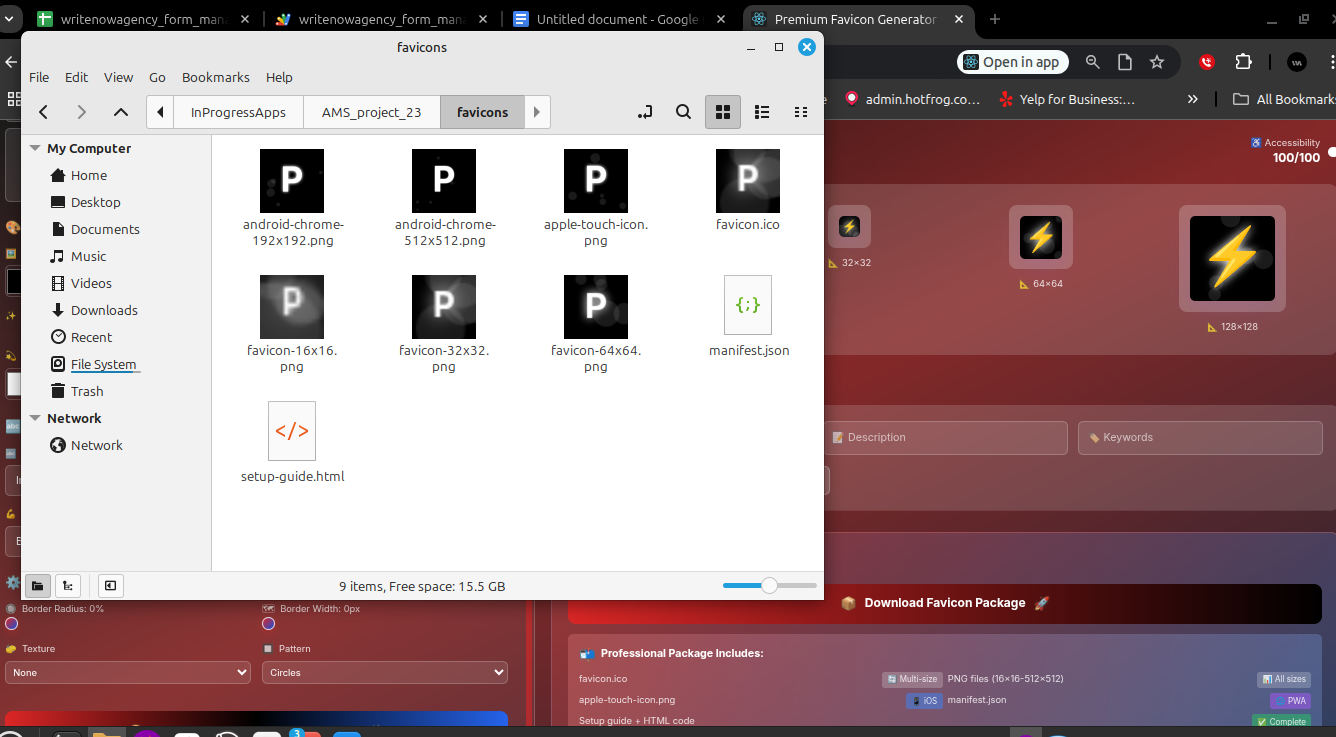 writenowagency_form_mana
writenowagency_form_mana
Untitled document - Google
Premium Favicon Generator
favicons
File Edit View Go Bookmarks Help
Open in app
InProgressApps
AMS_project_23
favicons
admin.hotfrog.co…
Yelp for Business:…
All Bookmarks
My Computer
Home
Desktop
Documents
Music
Videos
Downloads
Recent
File System
Trash
Network
Network
P
android-chrome-
192x192.png
P
android-chrome-
512x512.png
P
apple-touch-icon.
png
P
favicon.ico
P
favicon-16x16.
png
P
favicon-32x32.
png
P
favicon-64x64.
png
{;}
manifest.json
</>
setup-guide.html
9 items, Free space: 15.5 GB
Accessibility
100/100
32×32
64×64
128×128
Description
Keywords
Border Radius: 0%
Border Width: 0px
Texture
Pattern
None
Circles
Download Favicon Package
Professional Package Includes:
favicon.ico
Multi-size
PNG files (16×16-512×512)
All sizes
apple-touch-icon.png
iOS
manifest.json
PWA
Setup guide + HTML code
Complete
3